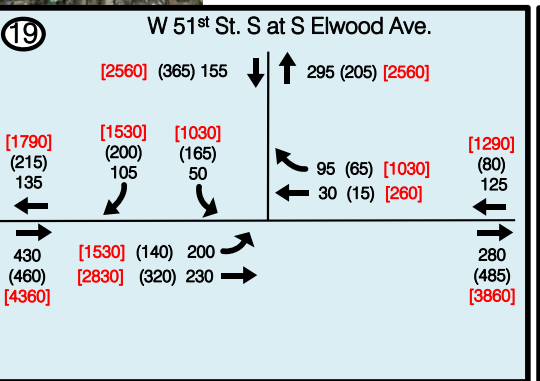 19
W 51st St. S at S Elwood Ave.
[2560] (365) 155
295 (205) [2560]
[1790]
(215)
135
[1530]
(200)
105
[1030]
(165)
50
95 (65) [1030]
30 (15) [260]
[1290]
(80)
125
430
(460)
[4360]
[1530] (140) 200
[2830] (320) 230
280
(485)
[3860]